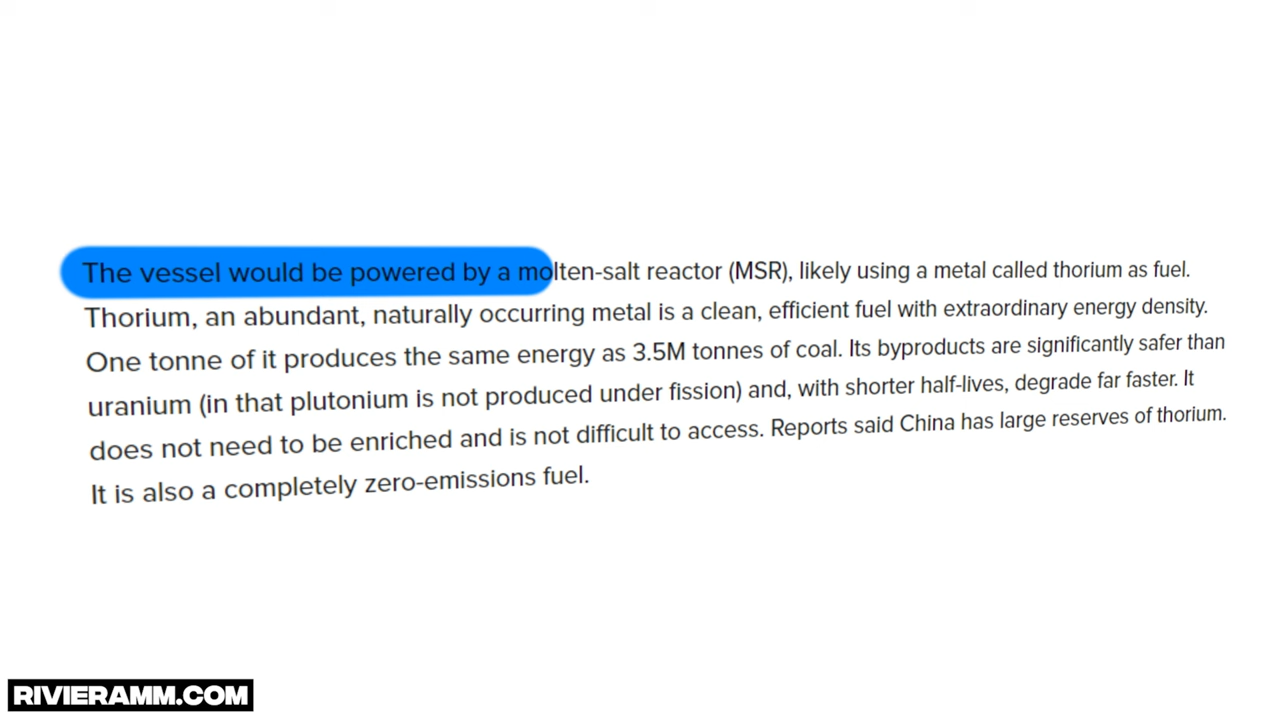 The vessel would be powered by a molten-salt reactor (MSR), likely using a metal called thorium as fuel.
Thorium, an abundant, naturally occurring metal is a clean, efficient fuel with extraordinary energy density.
One tonne of it produces the same energy as 3.5M tonnes of coal. Its byproducts are significantly safer than
uranium (in that plutonium is not produced under fission) and, with shorter half-lives, degrade far faster. It
does not need to be enriched and is not difficult to access. Reports said China has large reserves of thorium.
It is also a completely zero-emissions fuel.
RIVIERAMM.COM